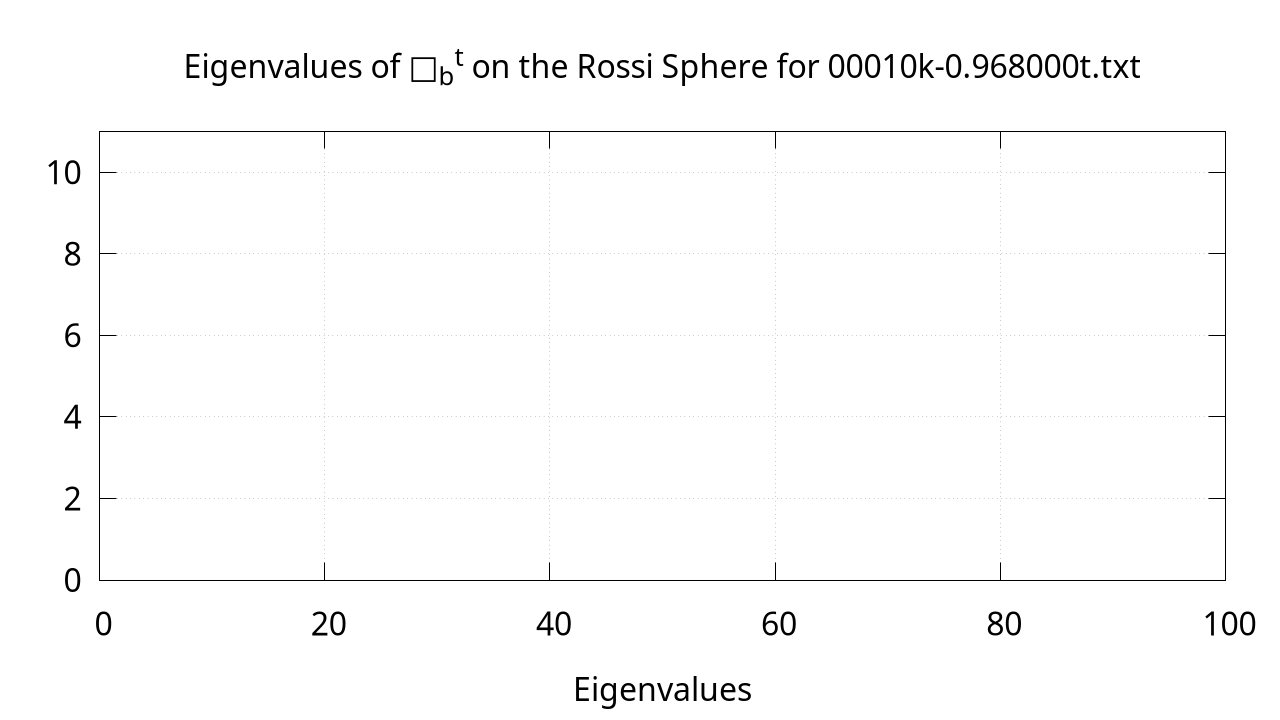 Eigenvalues of □b^t on the Rossi Sphere for 00010k-0.968000t.txt
10
8
6
4
2
0
0 20 40 60 80 100
Eigenvalues